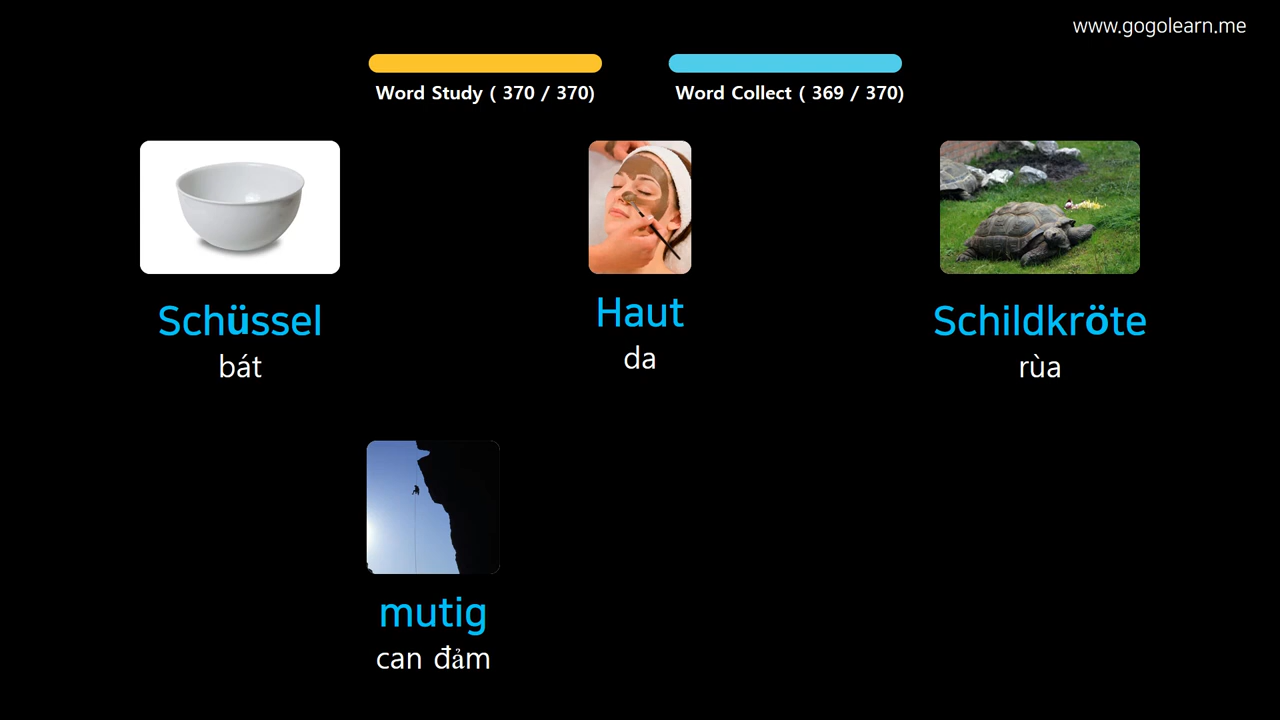 www.gogolearn.me
Word Study ( 370 / 370)
Word Collect ( 369 / 370)
Schüssel
bát
Haut
da
Schildkröte
rùa
mutig
can đảm